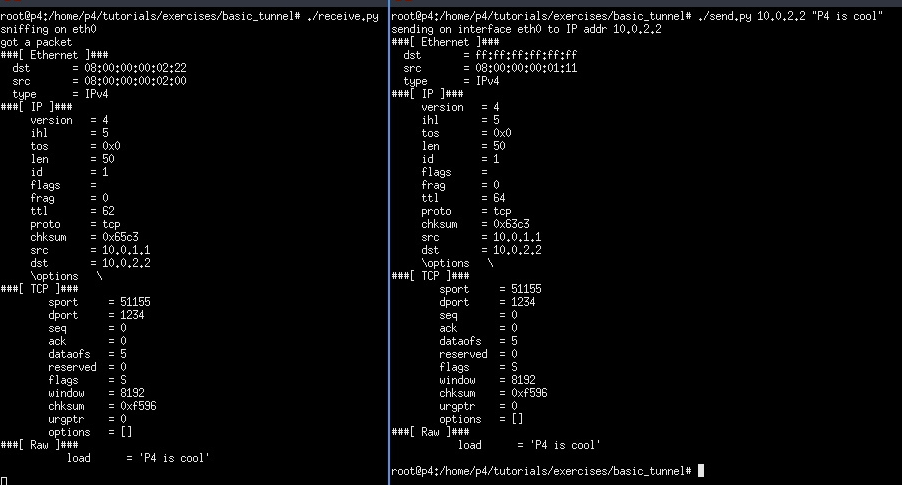 root@p4:/home/p4/tutorials/exercises/basic_tunnel# ./receive.py
sniffing on eth0
got a packet
###[ Ethernet ]###
  dst       = 08:00:00:00:02:22
  src       = 08:00:00:00:02:00
  type      = IPv4
###[ IP ]###
     version   = 4
     ihl       = 5
     tos       = 0x0
     len       = 50
     id        = 1
     flags     =
     frag      = 0
     ttl       = 62
     proto     = tcp
     chksum    = 0x65c3
     src       = 10.0.1.1
     dst       = 10.0.2.2
     \options   \
###[ TCP ]###
        sport     = 51155
        dport     = 1234
        seq       = 0
        ack       = 0
        dataofs   = 5
        reserved  = 0
        flags     = S
        window    = 8192
        chksum    = 0xf596
        urgptr    = 0
        options   = []
###[ Raw ]###
           load      = 'P4 is cool'
root@p4:/home/p4/tutorials/exercises/basic_tunnel# ./send.py 10.0.2.2 "P4 is cool"
sending on interface eth0 to IP addr 10.0.2.2
###[ Ethernet ]###
  dst       = ff:ff:ff:ff:ff:ff
  src       = 08:00:00:00:01:11
  type      = IPv4
###[ IP ]###
     version   = 4
     ihl       = 5
     tos       = 0x0
     len       = 50
     id        = 1
     flags     =
     frag      = 0
     ttl       = 64
     proto     = tcp
     chksum    = 0x63c3
     src       = 10.0.1.1
     dst       = 10.0.2.2
     \options   \
###[ TCP ]###
        sport     = 51155
        dport     = 1234
        seq       = 0
        ack       = 0
        dataofs   = 5
        reserved  = 0
        flags     = S
        window    = 8192
        chksum    = 0xf596
        urgptr    = 0
        options   = []
###[ Raw ]###
           load      = 'P4 is cool'
root@p4:/home/p4/tutorials/exercises/basic_tunnel#